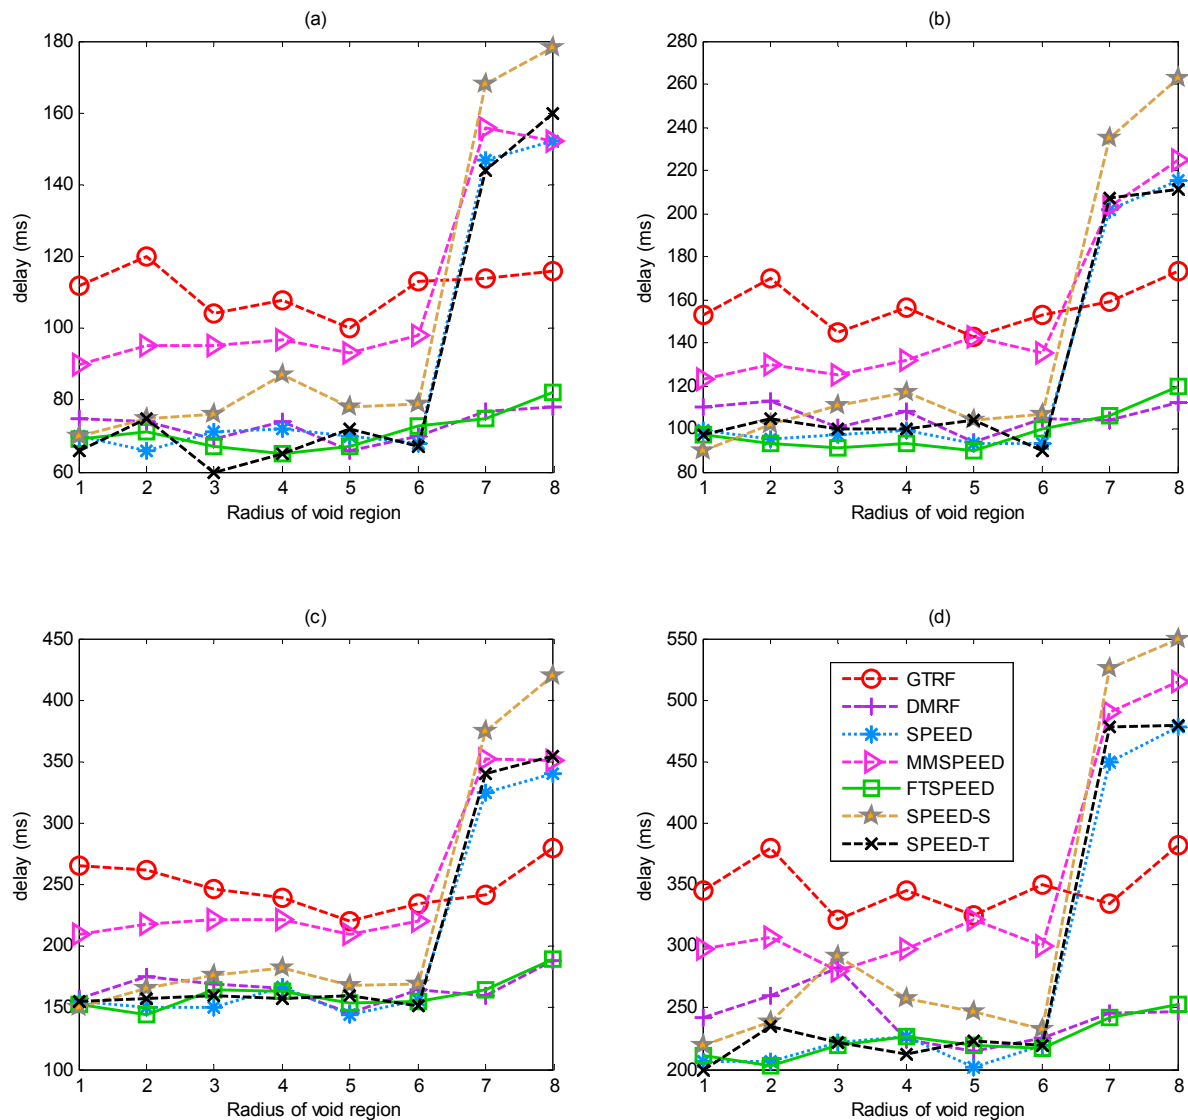 (a)
180
160
140
120
100
80
60
delay (ms)
1 2 3 4 5 6 7 8
Radius of void region
(b)
280
260
240
220
200
180
160
140
120
100
80
delay (ms)
1 2 3 4 5 6 7 8
Radius of void region
(c)
450
400
350
300
250
200
150
100
delay (ms)
1 2 3 4 5 6 7 8
Radius of void region
(d)
550
500
450
400
350
300
250
200
delay (ms)
1 2 3 4 5 6 7 8
Radius of void region
GTRF
DMRF
SPEED
MMSPEED
FTSPEED
SPEED-S
SPEED-T